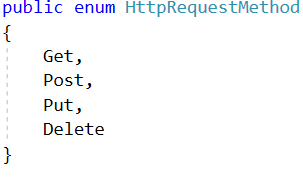 public enum HttpRequestMethod
{
    Get,
    Post,
    Put,
    Delete
}